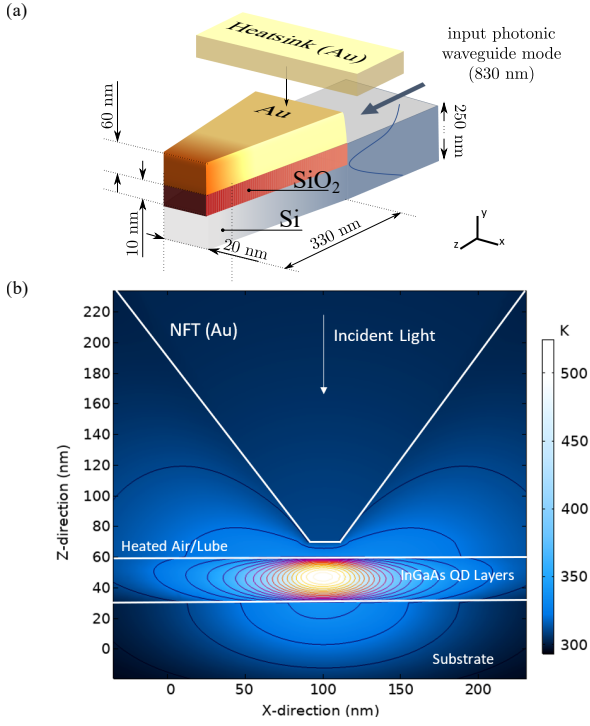 (a)
Heatsink (Au)
input photonic
waveguide mode
(830 nm)
60 nm
Au
250 nm
SiO2
Si
10 nm
20 nm
330 nm
y
z
x
(b)
K
220
200
180
160
140
120
100
80
60
40
20
0
Z-direction (nm)
NFT (Au)
Incident Light
Heated Air/Lube
InGaAs QD Layers
Substrate
500
450
400
350
300
0
50
100
150
200
X-direction (nm)